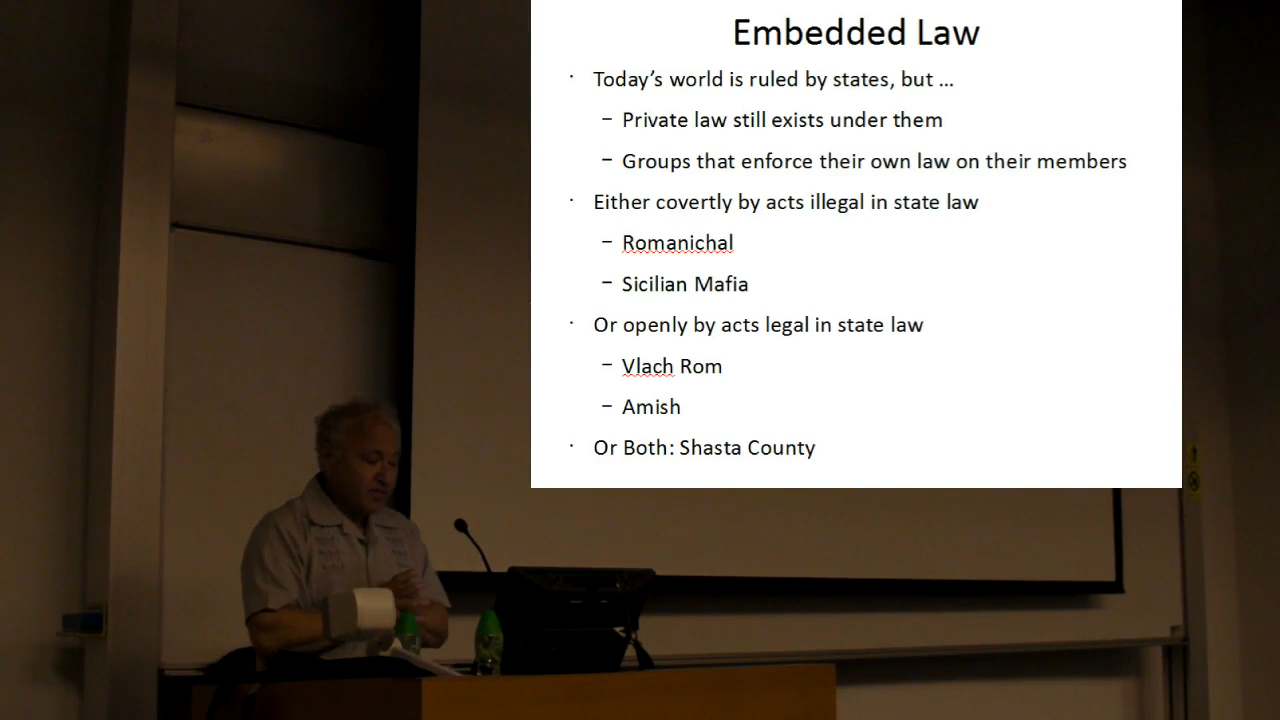 Embedded Law
· Today’s world is ruled by states, but …
– Private law still exists under them
– Groups that enforce their own law on their members
· Either covertly by acts illegal in state law
– Romanichal
– Sicilian Mafia
· Or openly by acts legal in state law
– Vlach Rom
– Amish
· Or Both: Shasta County